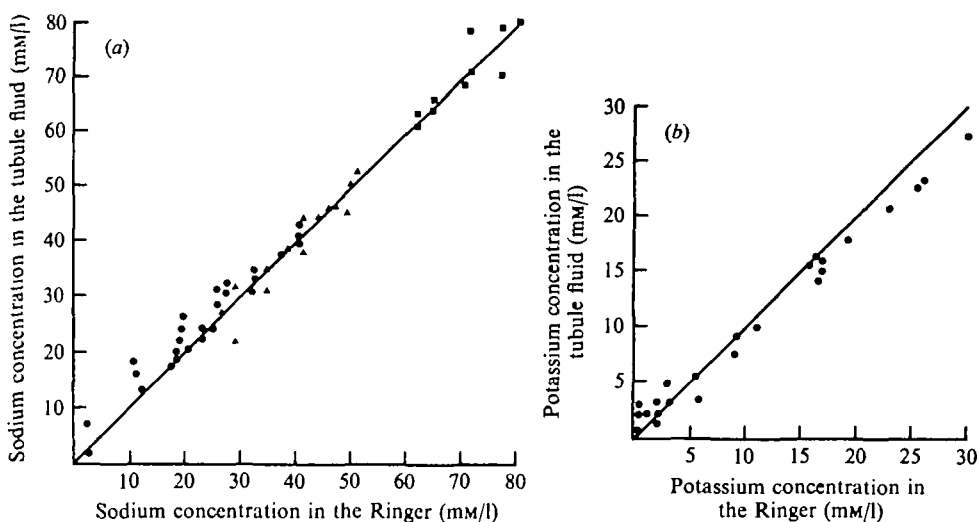 (a)
Sodium concentration in the tubule fluid (mM/l)
80
70
60
50
40
30
20
10
10 20 30 40 50 60 70 80
Sodium concentration in the Ringer (mM/l)
(b)
Potassium concentration in the
tubule fluid (mM/l)
30
25
20
15
10
5
5 10 15 20 25 30
Potassium concentration in
the Ringer (mM/l)